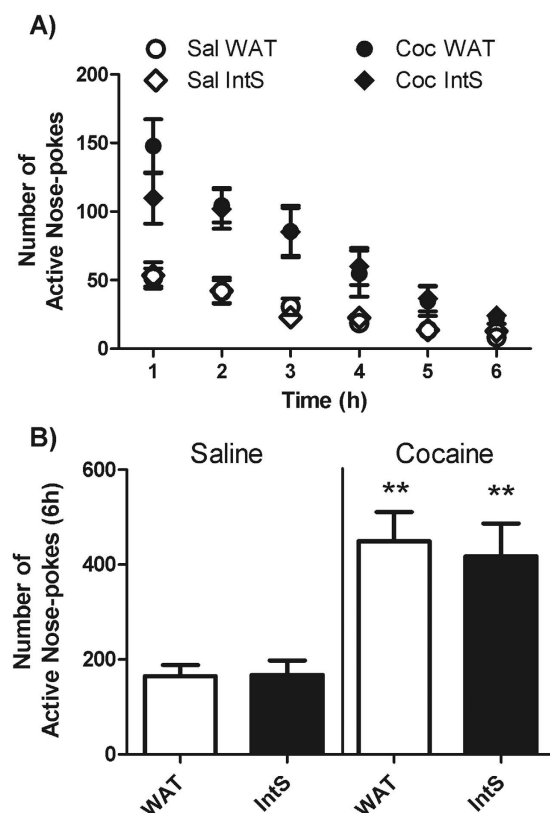 A)
Sal WAT
Coc WAT
Sal IntS
Coc IntS
Number of
Active Nose-pokes
200
150
100
50
0
1 2 3 4 5 6
Time (h)
B)
Saline
Cocaine
Number of
Active Nose-pokes (6h)
600
400
200
0
** **
WAT IntS WAT IntS